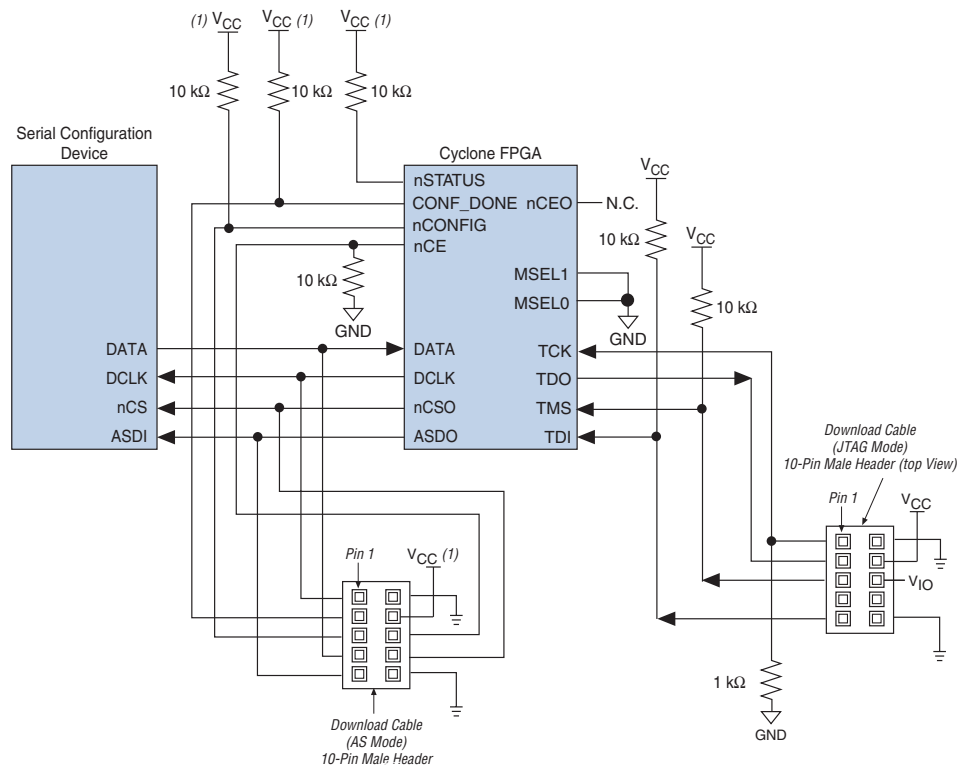 (1) VCC
VCC (1)
VCC (1)
10 kΩ
10 kΩ
10 kΩ
Serial Configuration
Device
Cyclone FPGA
nSTATUS
CONF_DONE
nCONFIG
nCE
nCEO
N.C.
VCC
10 kΩ
VCC
10 kΩ
10 kΩ
GND
MSEL1
MSEL0
GND
DATA
DCLK
nCS
ASDI
DATA
DCLK
nCSO
ASDO
TCK
TDO
TMS
TDI
Download Cable
(JTAG Mode)
10-Pin Male Header (top View)
Pin 1
VCC
VIO
Pin 1
VCC (1)
1 kΩ
GND
Download Cable
(AS Mode)
10-Pin Male Header